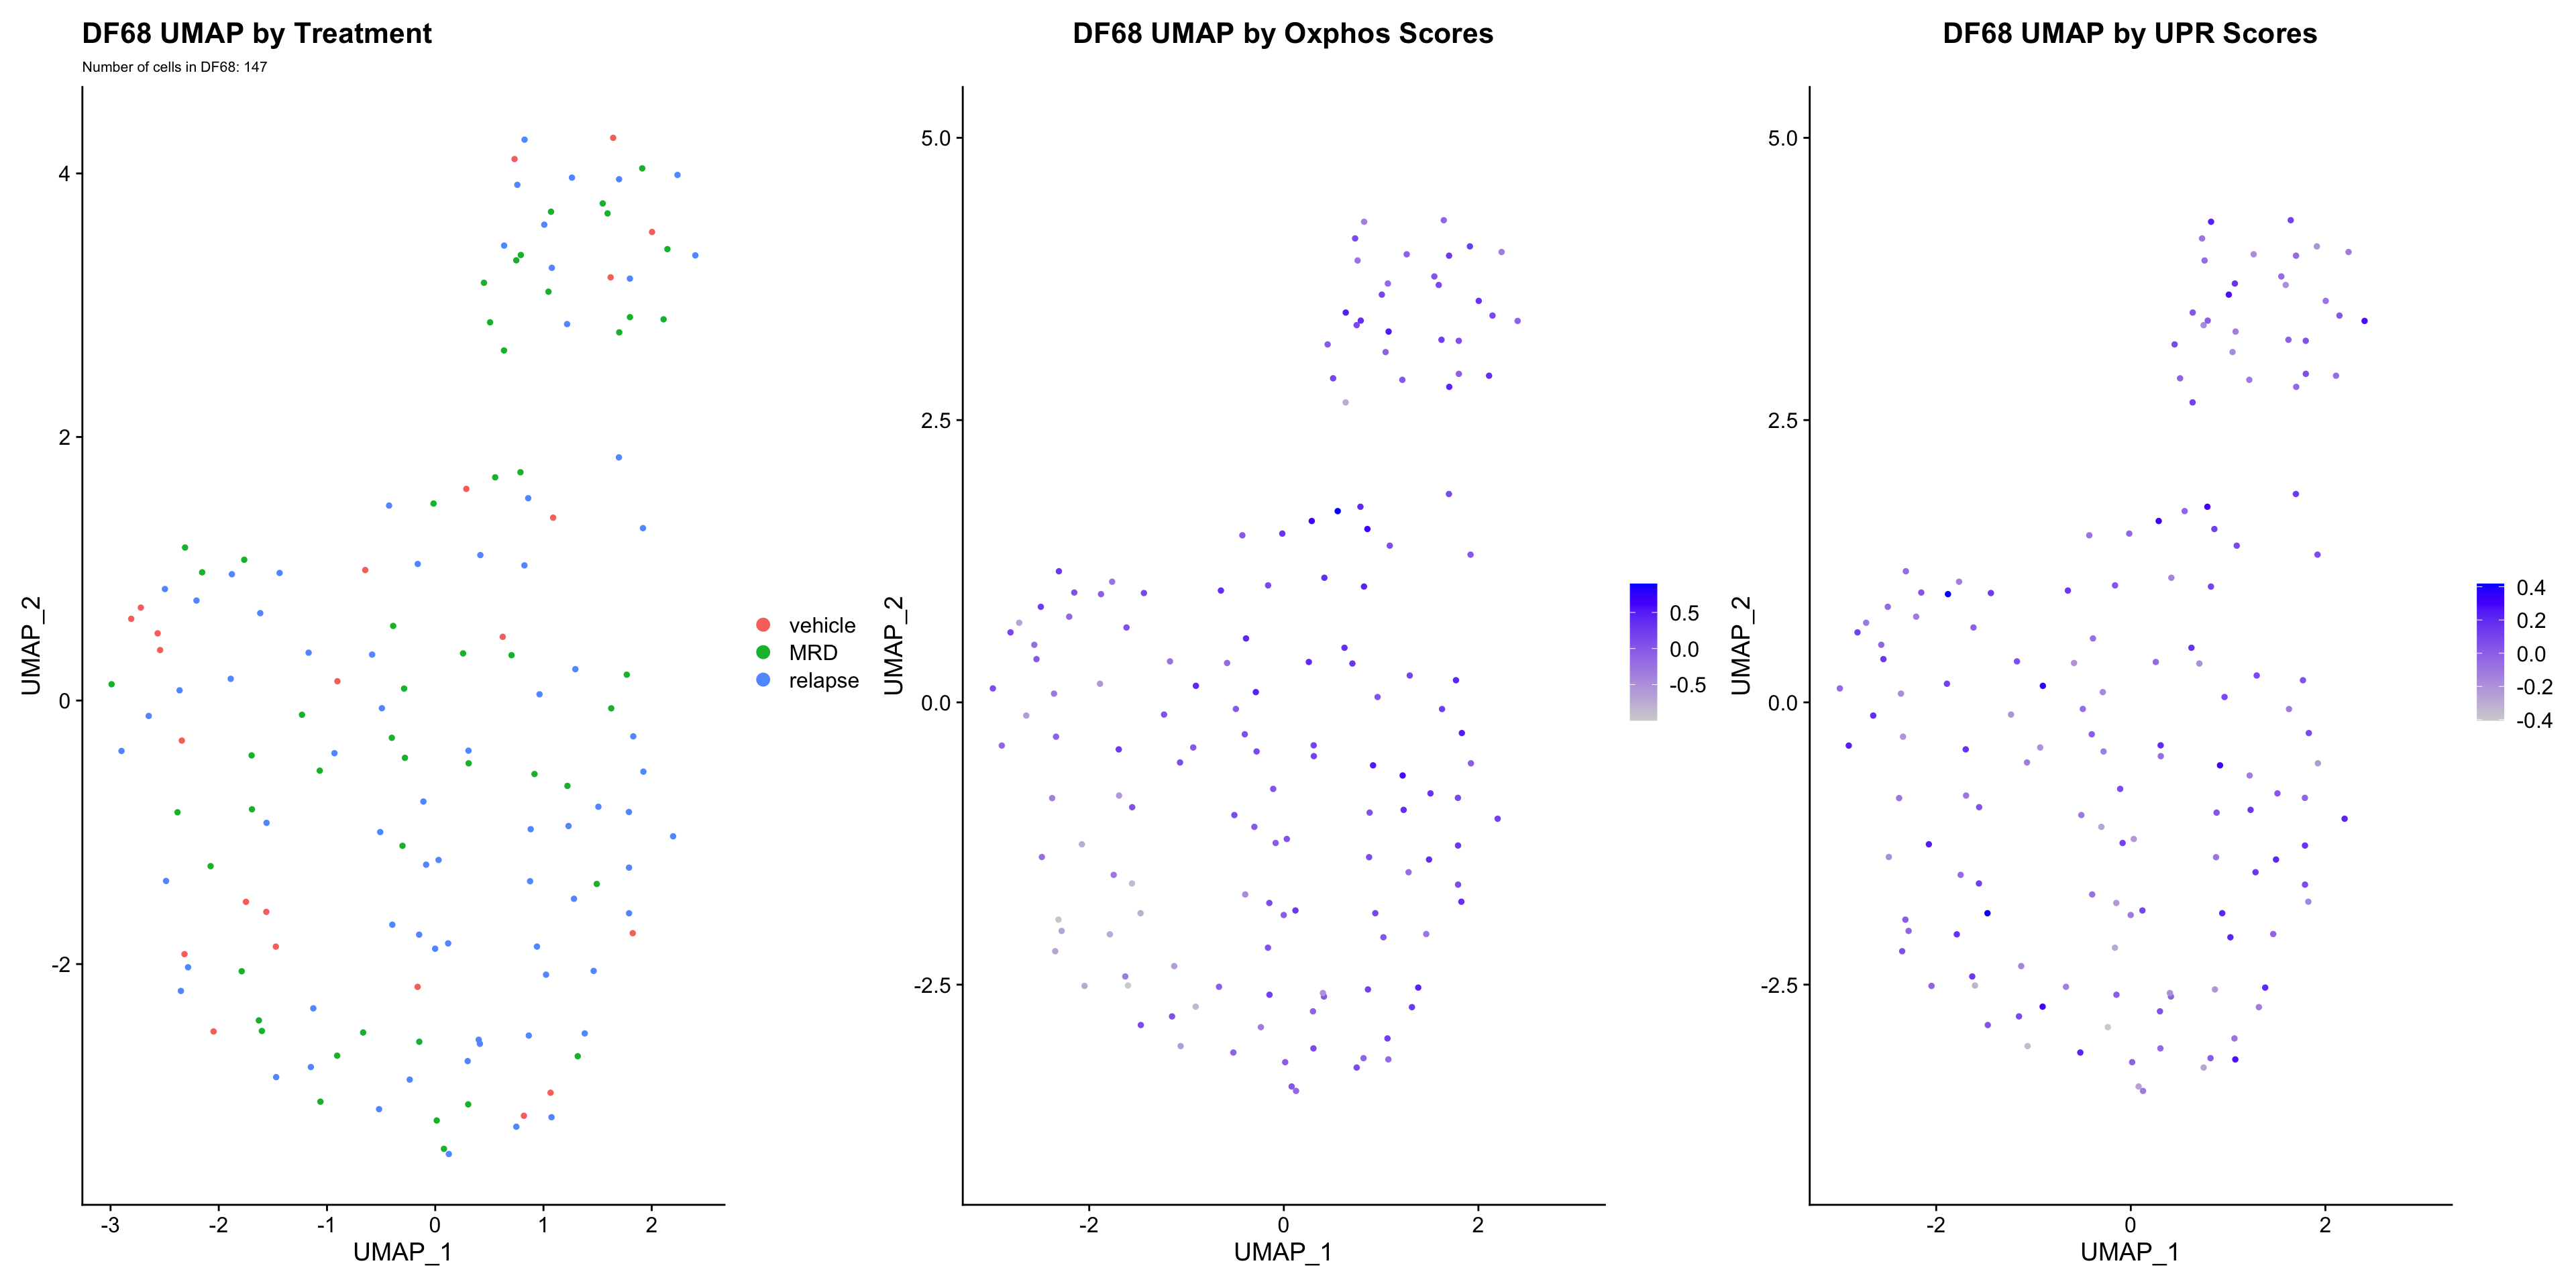 DF68 UMAP by Treatment
Number of cells in DF68: 147
UMAP_2
4
2
0
-2
-3
-2
-1
0
1
2
UMAP_1
vehicle
MRD
relapse
DF68 UMAP by Oxphos Scores
UMAP_2
5.0
2.5
0.0
-2.5
-2
0
2
UMAP_1
0.5
0.0
-0.5
DF68 UMAP by UPR Scores
UMAP_2
5.0
2.5
0.0
-2.5
-2
0
2
UMAP_1
0.4
0.2
0.0
-0.2
-0.4